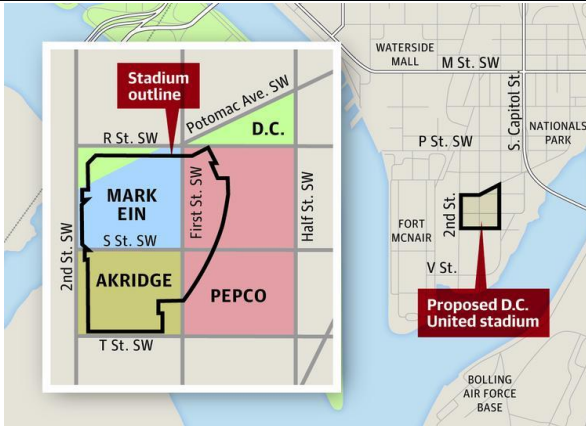 Stadium
outline
Potomac Ave. SW
D.C.
R St. SW
MARK
EIN
First St. SW
Half St. SW
2nd St. SW
S St. SW
AKRIDGE
PEPCO
T St. SW
WATERSIDE
MALL
M St. SW
S. Capitol St.
P St. SW
NATIONALS
PARK
2nd St.
FORT
MCNAIR
V St.
Proposed D.C.
United stadium
BOLLING
AIR FORCE
BASE